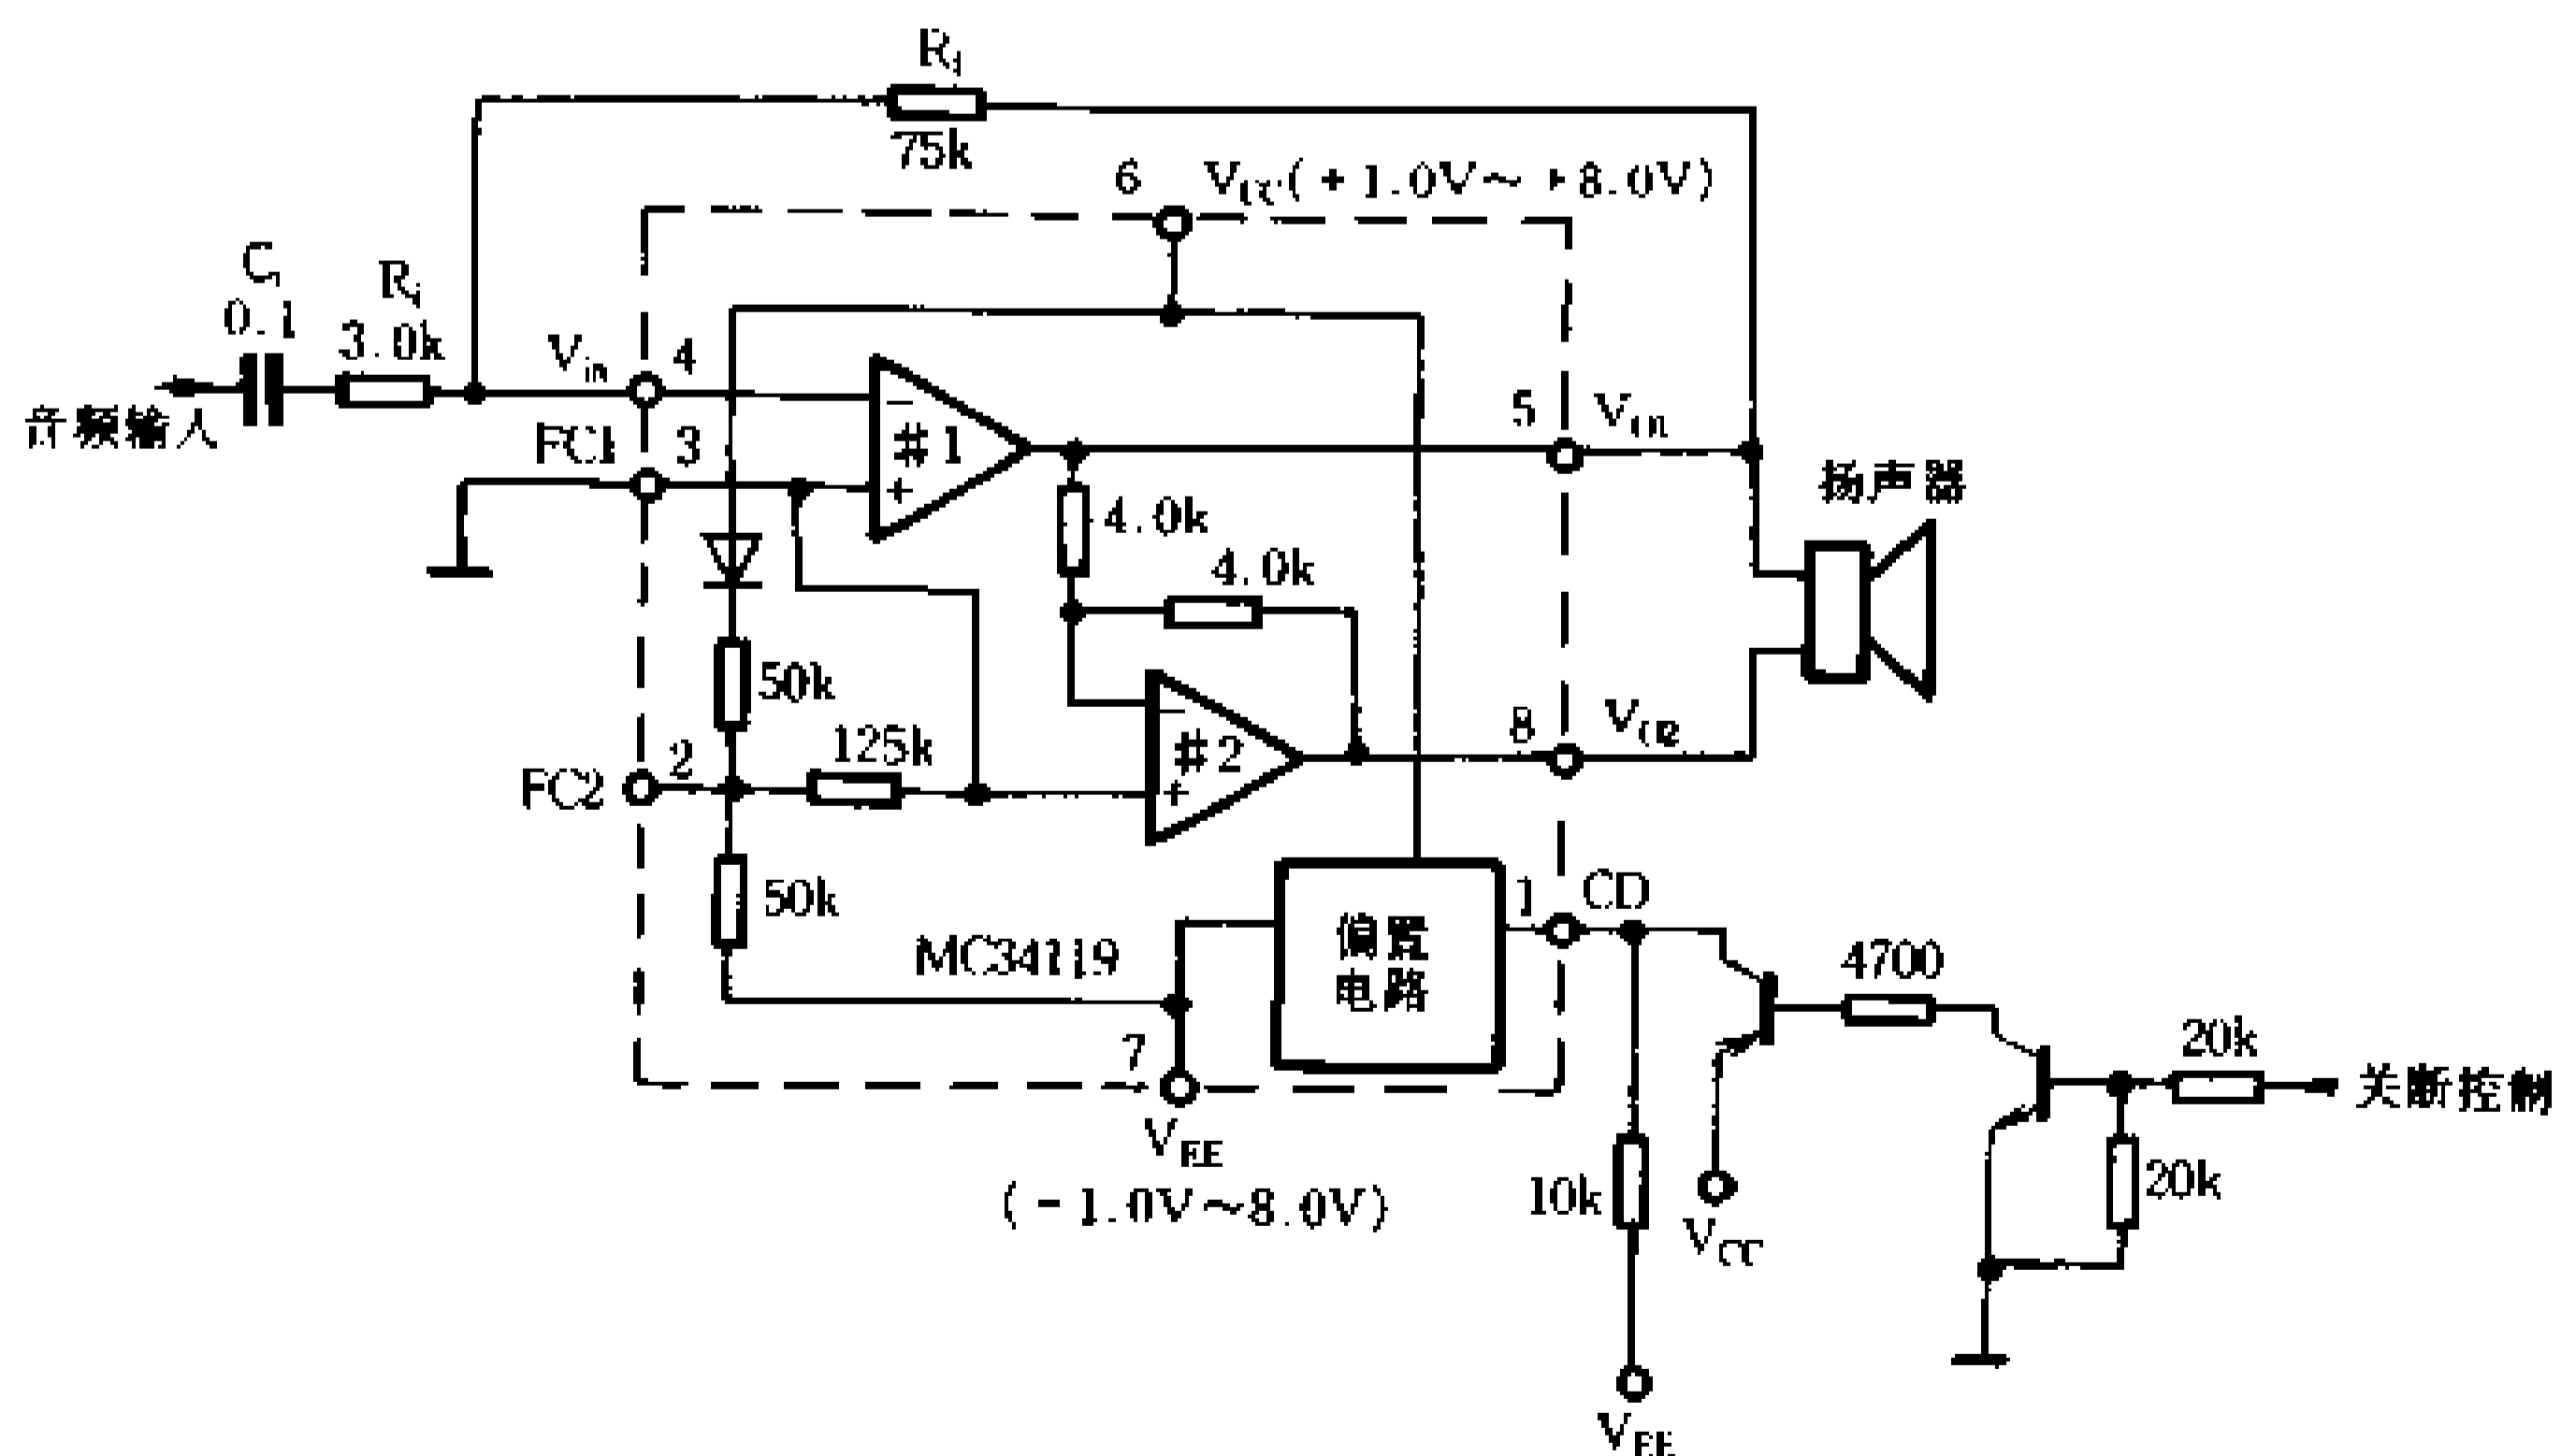 Rf
75k
6 VCC(+1.0V～+8.0V)
Ci
0.1
Ri
3.0k
Vin
4
音频输入
FC1
3
#1
5
VO1
扬声器
4.0k
4.0k
50k
125k
#2
8
VO2
FC2
2
50k
MC34119
偏置
电路
1
CD
4700
20k
关断控制
7
VEE
(-1.0V～8.0V)
10k
VCC
20k
VEE